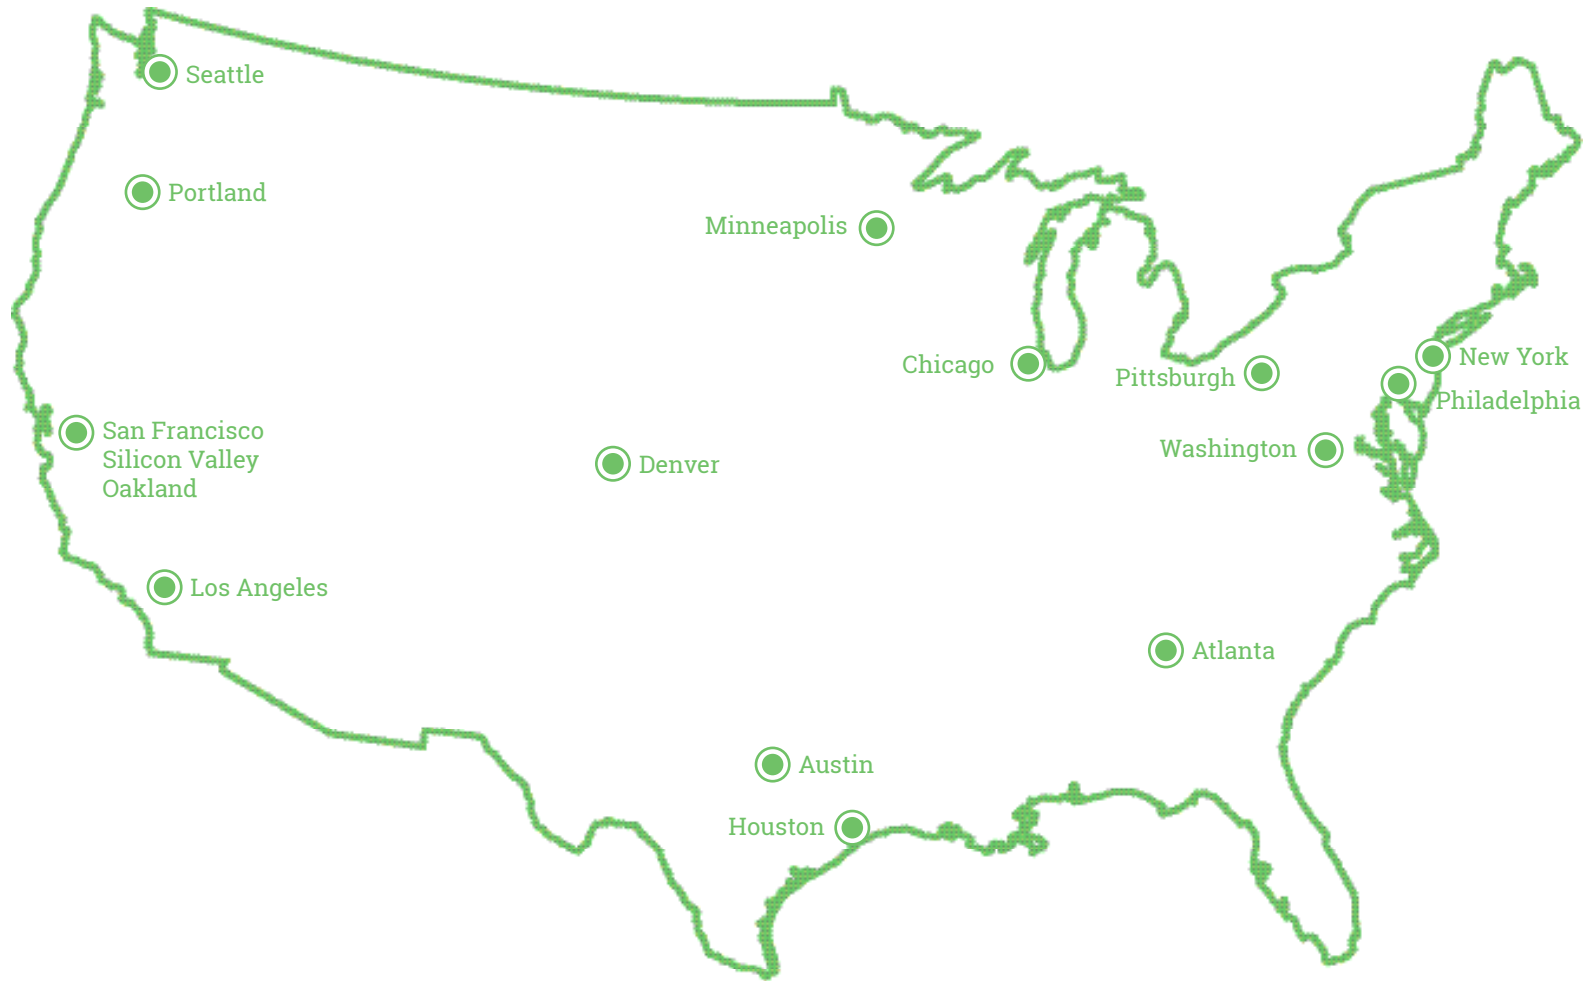 Seattle
Portland
Minneapolis
New York
Chicago
Pittsburgh
Philadelphia
San Francisco
Silicon Valley
Oakland
Washington
Denver
Los Angeles
Atlanta
Austin
Houston